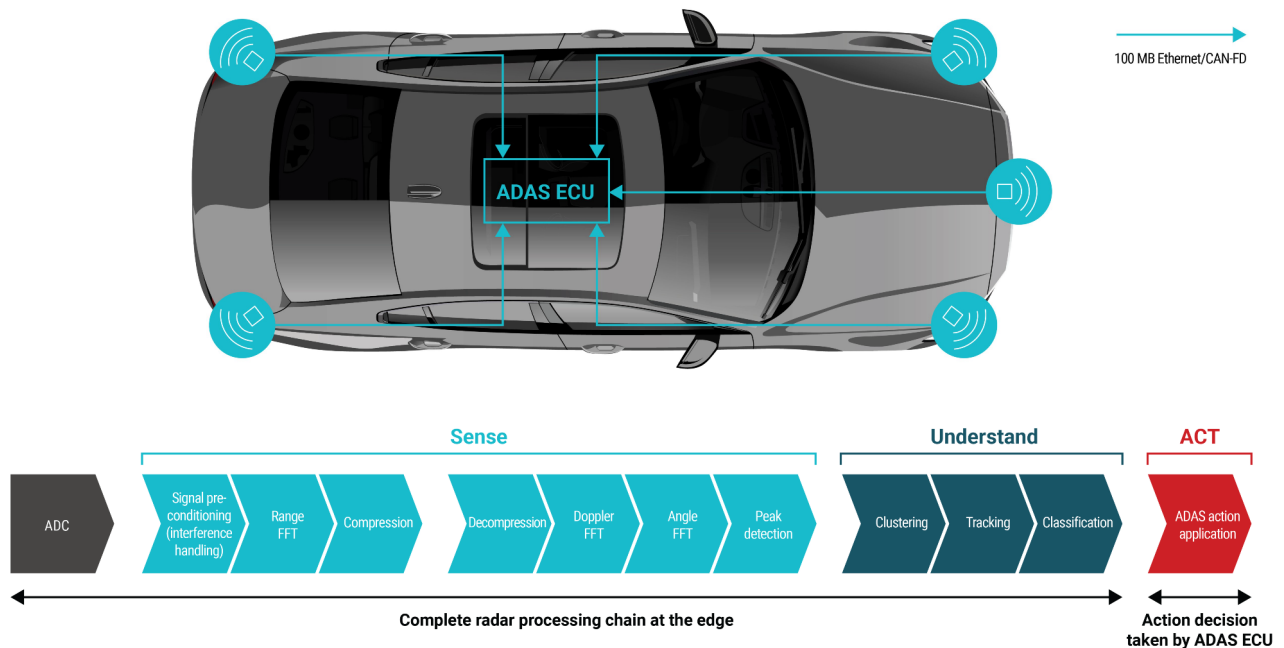 100 MB Ethernet/CAN-FD
ADAS ECU
Sense
Understand
ACT
ADC
Signal pre-
conditioning
(interference
handling)
Range
FFT
Compression
Decompression
Doppler
FFT
Angle
FFT
Peak
detection
Clustering
Tracking
Classification
ADAS action
application
Complete radar processing chain at the edge
Action decision
taken by ADAS ECU